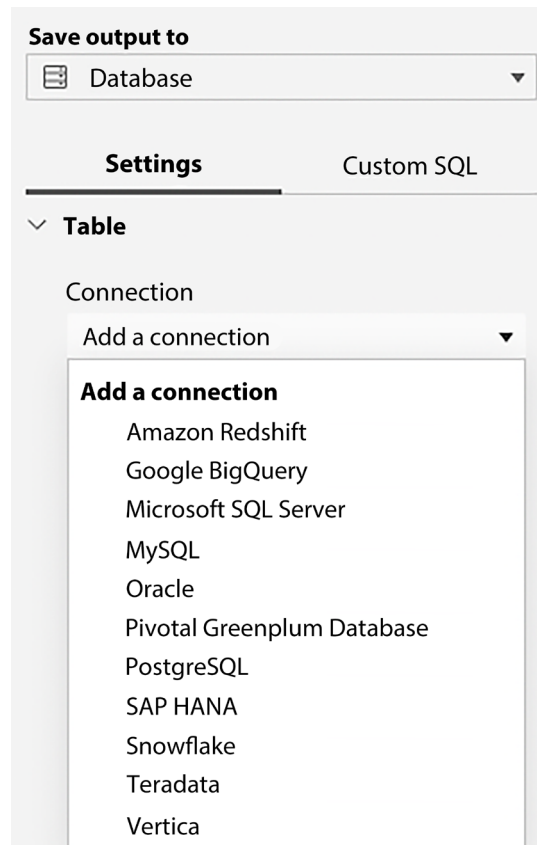 Save output to
Database
Settings Custom SQL
Table
Connection
Add a connection
Add a connection
Amazon Redshift
Google BigQuery
Microsoft SQL Server
MySQL
Oracle
Pivotal Greenplum Database
PostgreSQL
SAP HANA
Snowflake
Teradata
Vertica